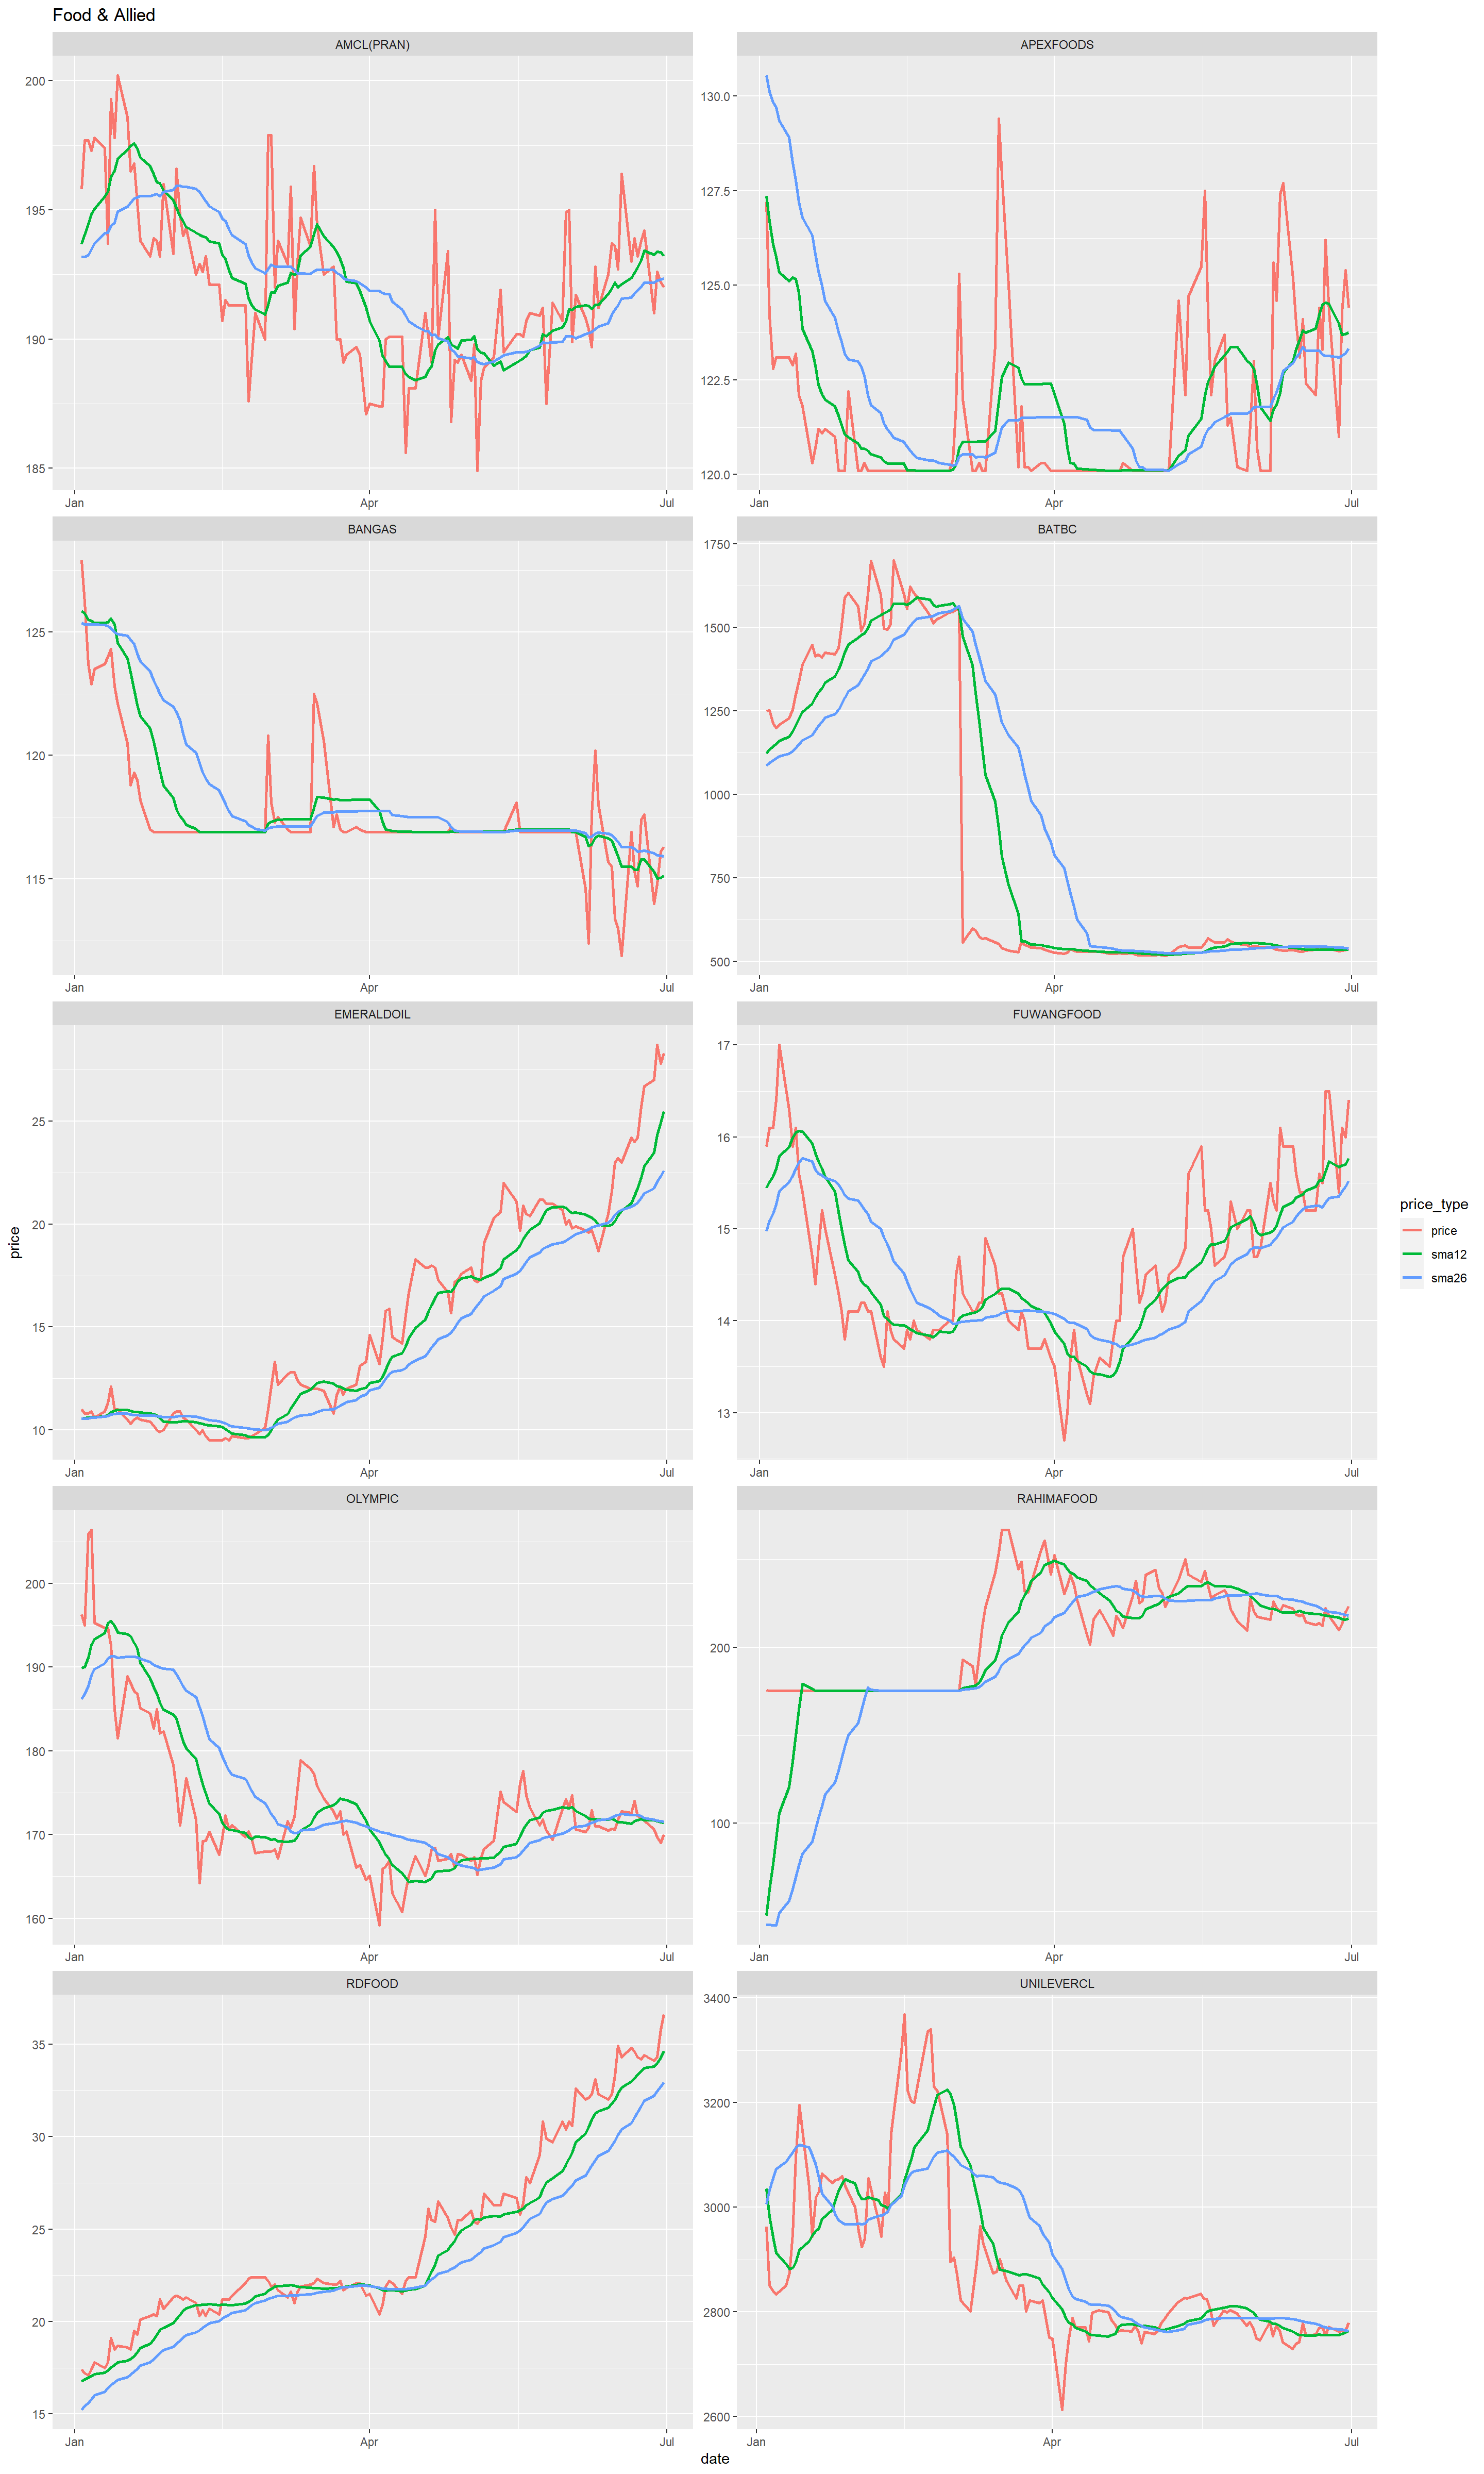 Food & Allied
AMCL(PRAN)
APEXFOODS
200
195
190
185
130.0
127.5
125.0
122.5
120.0
Jan Apr Jul
Jan Apr Jul
BANGAS
BATBC
125
120
115
1750
1500
1250
1000
750
500
Jan Apr Jul
Jan Apr Jul
EMERALDOIL
FUWANGFOOD
25
20
15
10
17
16
15
14
13
Jan Apr Jul
Jan Apr Jul
price
price_type
price
sma12
sma26
OLYMPIC
RAHIMAFOOD
200
190
180
170
160
200
100
Jan Apr Jul
Jan Apr Jul
RDFOOD
UNILEVERCL
35
30
25
20
15
3400
3200
3000
2800
2600
Jan Apr Jul
Jan Apr Jul
date